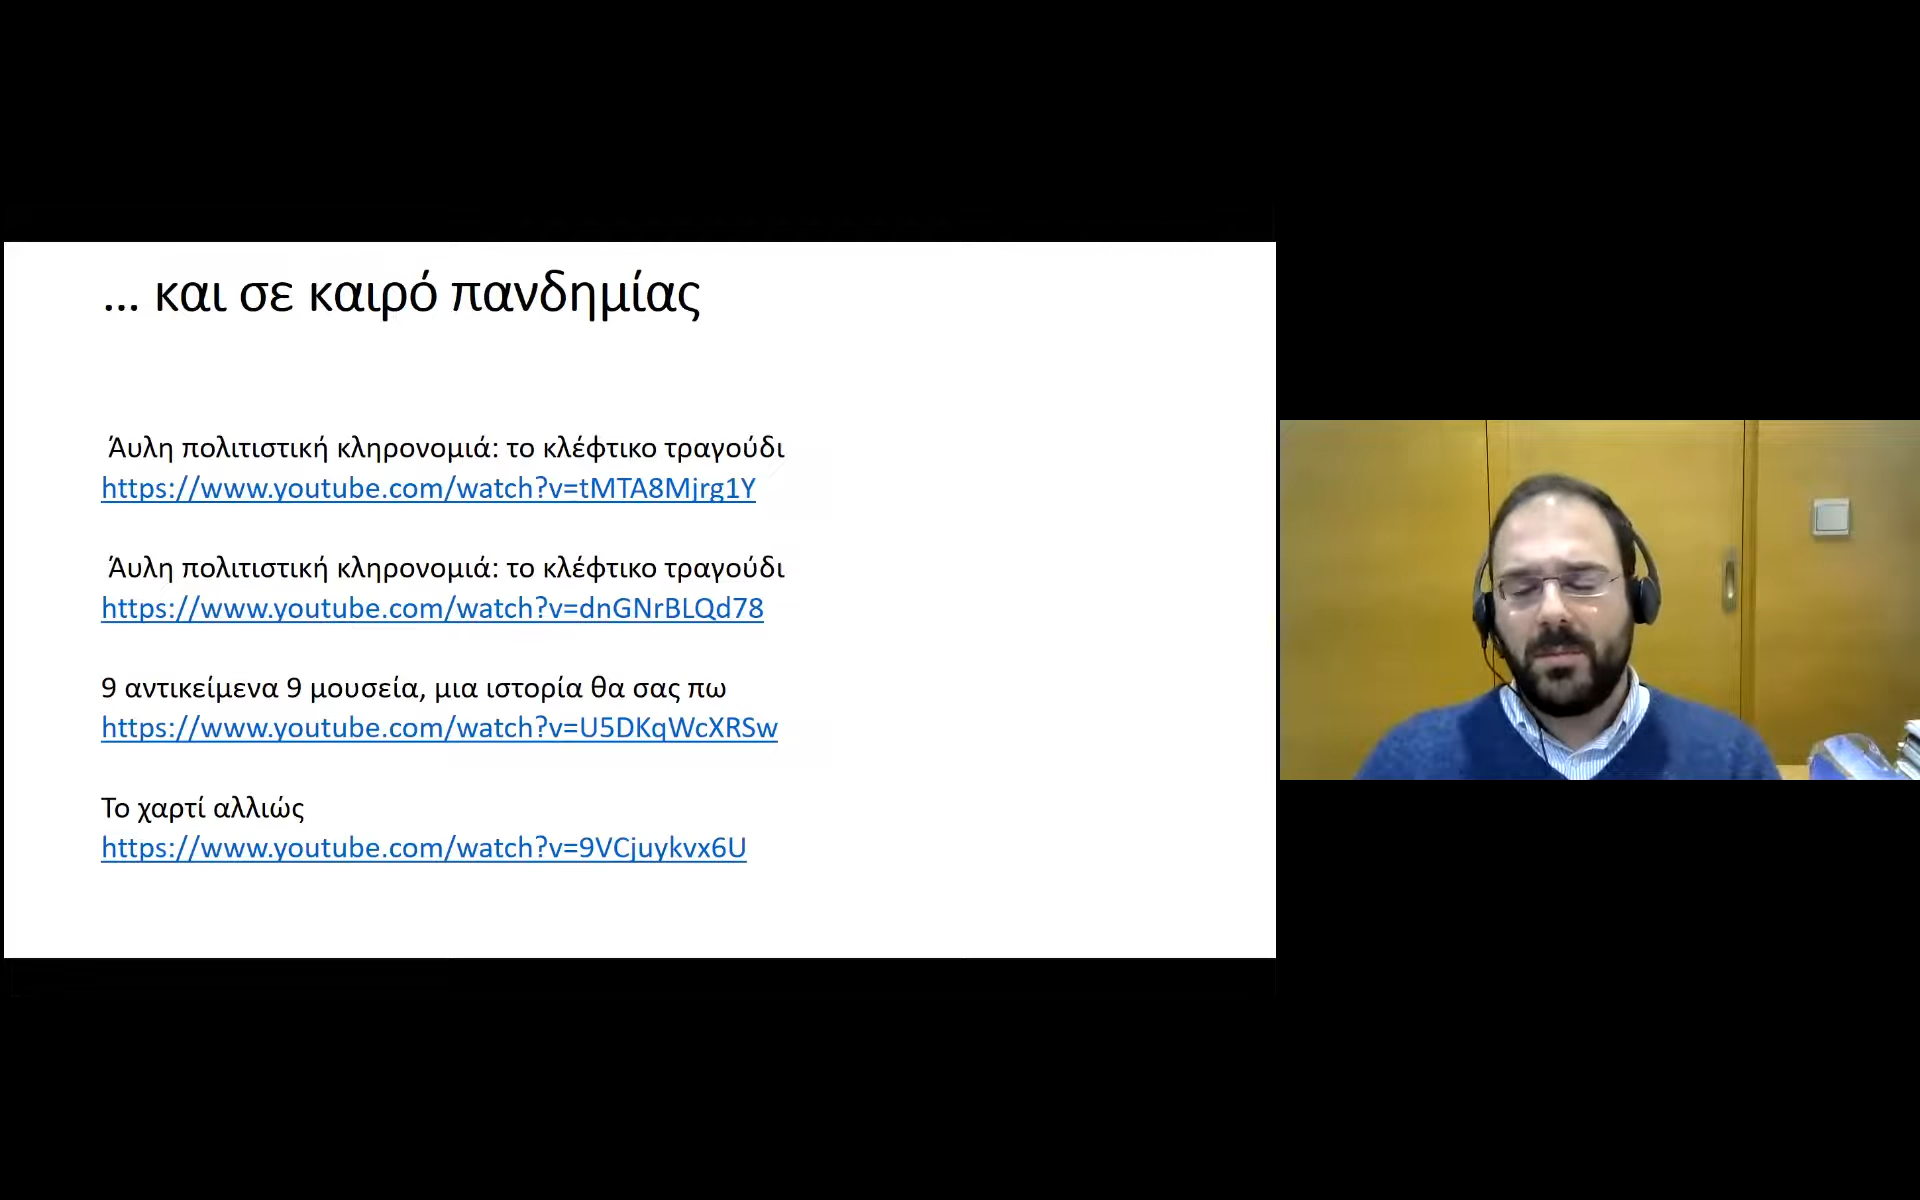 ... και σε καιρό πανδημίας
Άυλη πολιτιστική κληρονομιά: το κλέφτικο τραγούδι
https://www.youtube.com/watch?v=tMTA8Mjrg1Y
Άυλη πολιτιστική κληρονομιά: το κλέφτικο τραγούδι
https://www.youtube.com/watch?v=dnGNrBLQd78
9 αντικείμενα 9 μουσεία, μια ιστορία θα σας πω
https://www.youtube.com/watch?v=U5DKqWcXRSw
Το χαρτί αλλιώς
https://www.youtube.com/watch?v=9VCjuykvx6U